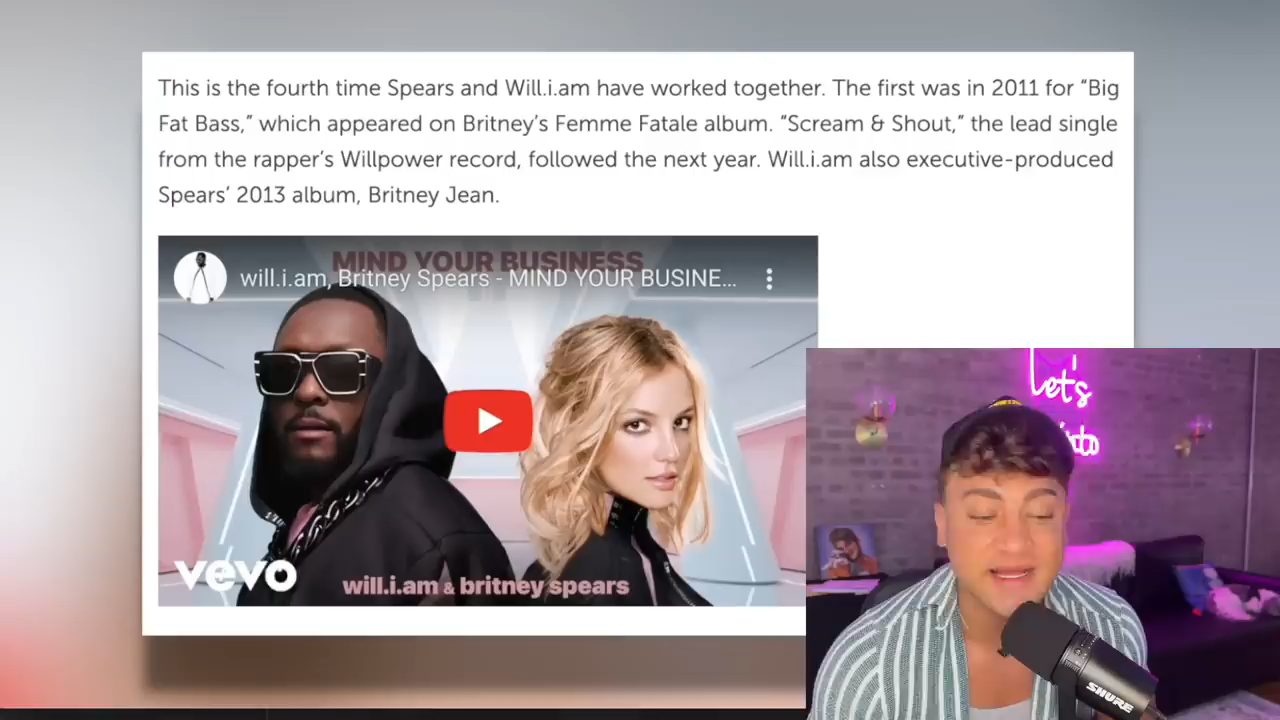 This is the fourth time Spears and Will.i.am have worked together. The first was in 2011 for “Big
Fat Bass,” which appeared on Britney’s Femme Fatale album. “Scream & Shout,” the lead single
from the rapper’s Willpower record, followed the next year. Will.i.am also executive-produced
Spears’ 2013 album, Britney Jean.
MIND YOUR BUSINESS
will.i.am, Britney Spears - MIND YOUR BUSINE...
vevo
will.i.am & britney spears
Let's
SHURE